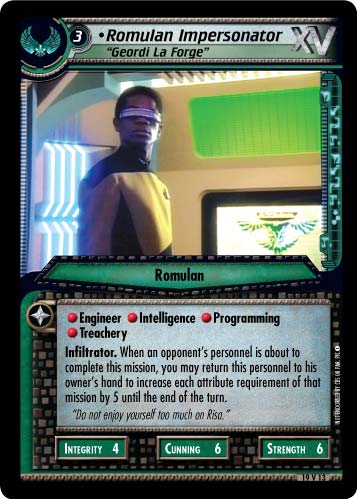 3
•Romulan Impersonator
XV
"Geordi La Forge"
Romulan
•Engineer •Intelligence •Programming
•Treachery
Infiltrator. When an opponent's personnel is about to
complete this mission, you may return this personnel to his
owner's hand to increase each attribute requirement of that
mission by 5 until the end of the turn.
"Do not enjoy yourself too much on Risa."
INTEGRITY 4
CUNNING 6
STRENGTH 6
19 V 13